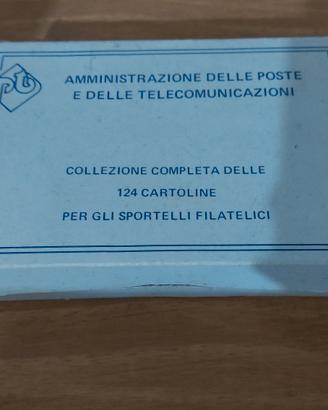 AMMINISTRAZIONE DELLE POSTE
E DELLE TELECOMUNICAZIONI
COLLEZIONE COMPLETA DELLE
124 CARTOLINE
PER GLI SPORTELLI FILATELICI